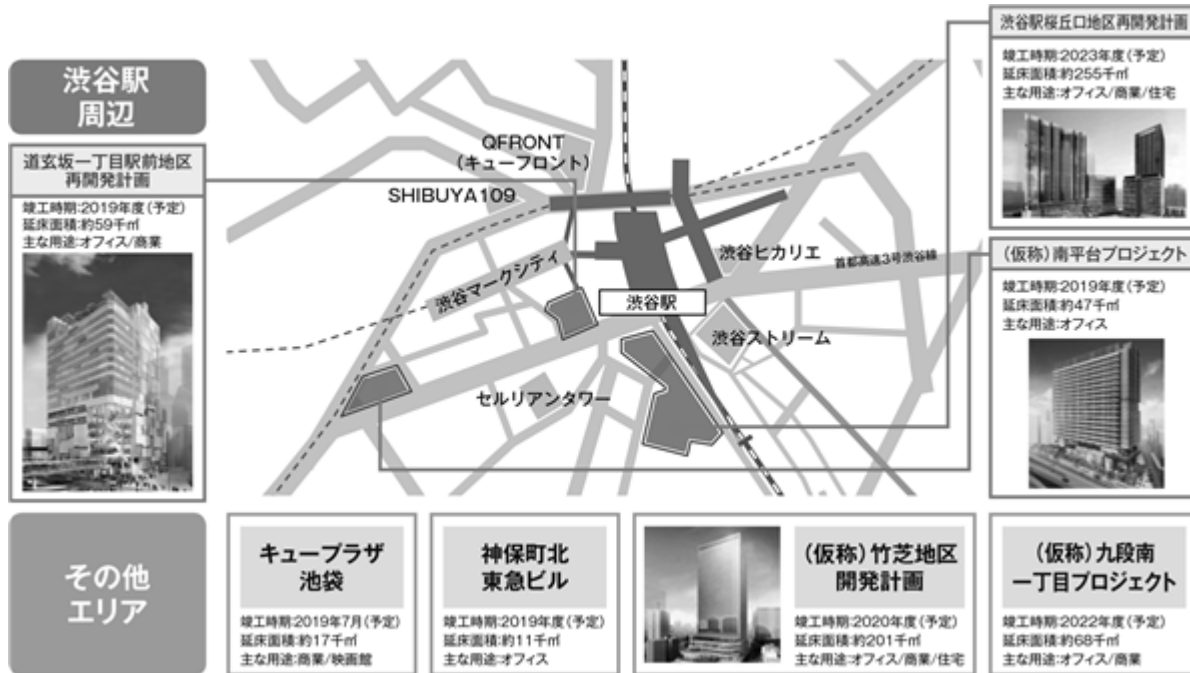 渋谷駅
周辺
道玄坂一丁目駅前地区
再開発計画
竣工時期:2019年度(予定)
延床面積:約59千㎡
主な用途:オフィス/商業
QFRONT
(キューフロント)
SHIBUYA109
渋谷マークシティ
渋谷駅
渋谷ヒカリエ
首都高速3号渋谷線
渋谷ストリーム
セルリアンタワー
渋谷駅桜丘口地区再開発計画
竣工時期:2023年度(予定)
延床面積:約255千㎡
主な用途:オフィス/商業/住宅
(仮称)南平台プロジェクト
竣工時期:2019年度(予定)
延床面積:約47千㎡
主な用途:オフィス
その他
エリア
キュープラザ
池袋
竣工時期:2019年7月(予定)
延床面積:約17千㎡
主な用途:商業/映画館
神保町北
東急ビル
竣工時期:2019年度(予定)
延床面積:約11千㎡
主な用途:オフィス
(仮称)竹芝地区
開発計画
竣工時期:2020年度(予定)
延床面積:約201千㎡
主な用途:オフィス/商業/住宅
(仮称)九段南
一丁目プロジェクト
竣工時期:2022年度(予定)
延床面積:約68千㎡
主な用途:オフィス/商業